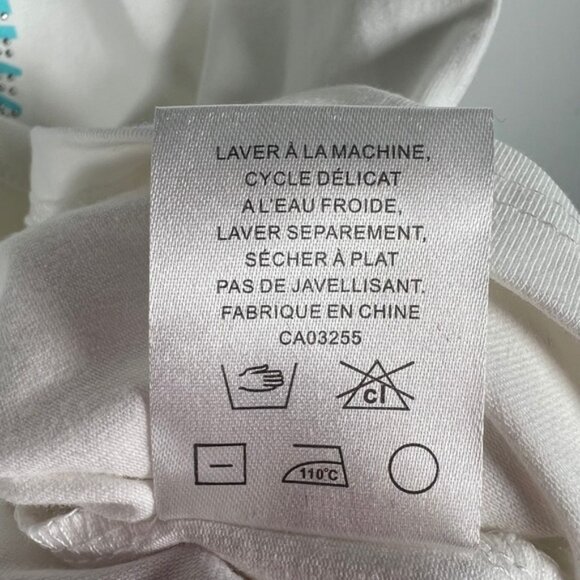 LAVER À LA MACHINE,
CYCLE DÉLICAT
A L'EAU FROIDE,
LAVER SEPAREMENT,
SÉCHER À PLAT
PAS DE JAVELLISANT.
FABRIQUE EN CHINE
CA03255
cl
110°C